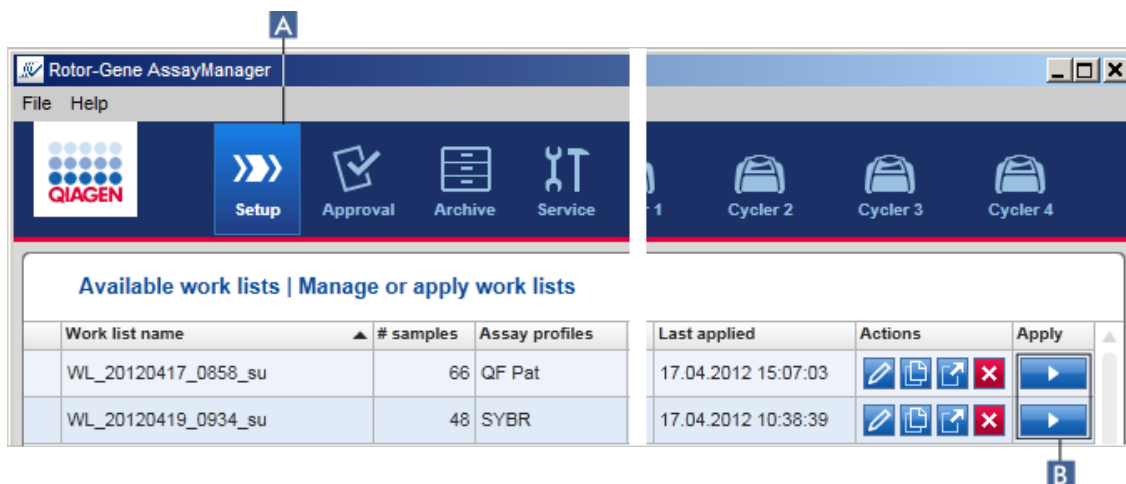 A
Rotor-Gene AssayManager
File Help
QIAGEN
Setup Approval Archive Service r 1 Cycler 2 Cycler 3 Cycler 4
Available work lists | Manage or apply work lists
Work list name # samples Assay profiles Last applied Actions Apply
WL_20120417_0858_su 66 QF Pat 17.04.2012 15:07:03
WL_20120419_0934_su 48 SYBR 17.04.2012 10:38:39
B